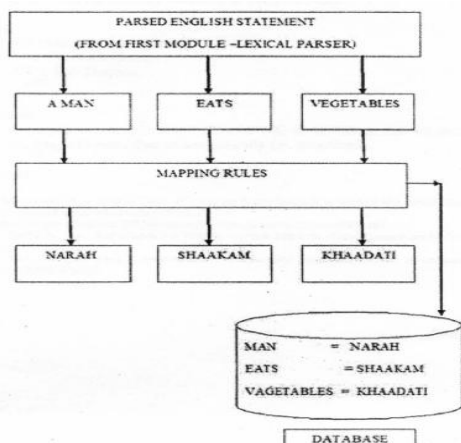 PARSED ENGLISH STATEMENT
(FROM FIRST MODULE –LEXICAL PARSER)
A MAN EATS VEGETABLES
MAPPING RULES
NARAH SHAAKAM KHAADATI
MAN = NARAH
EATS = SHAAKAM
VAGETABLES = KHAADATI
DATABASE